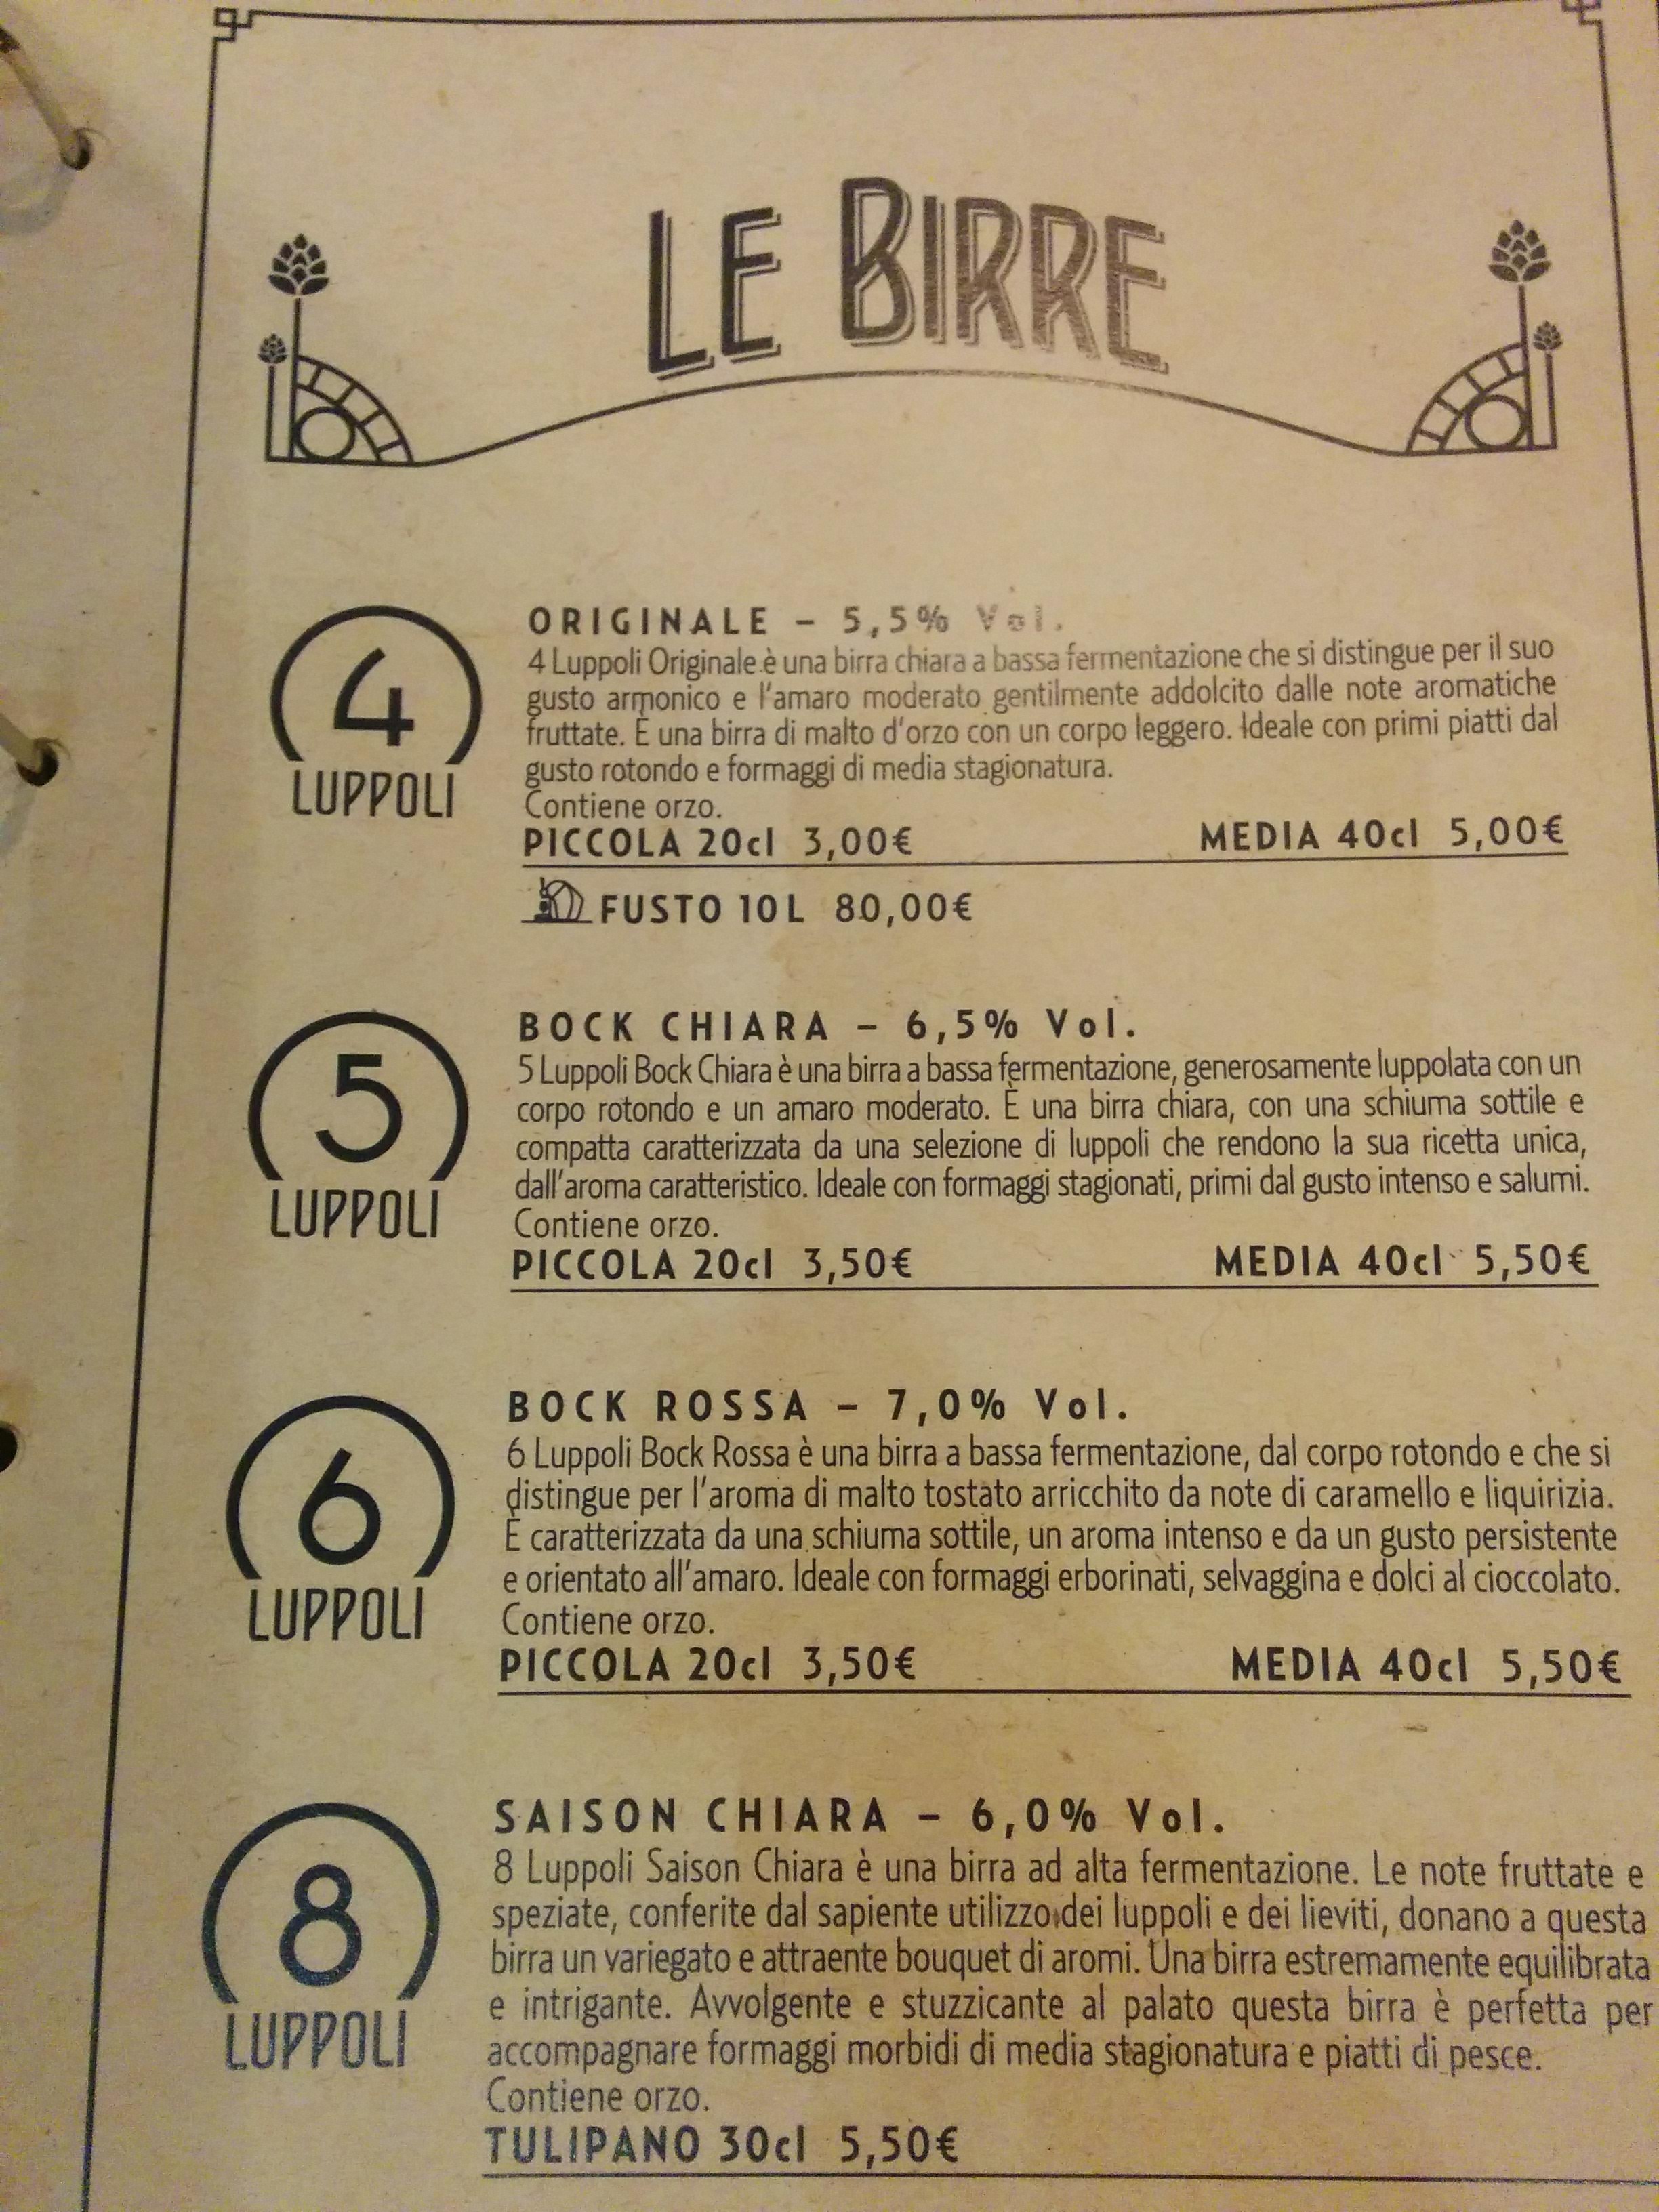 LE BIRRE
4
LUPPOLI
ORIGINALE – 5,5% Vol.
4 Luppoli Originale è una birra chiara a bassa fermentazione che si distingue per il suo
gusto armonico e l'amaro moderato gentilmente addolcito dalle note aromatiche
fruttate. È una birra di malto d'orzo con un corpo leggero. Ideale con primi piatti dal
gusto rotondo e formaggi di media stagionatura.
Contiene orzo.
PICCOLA 20cl 3,00€ MEDIA 40cl 5,00€
FUSTO 10L 80,00€
5
LUPPOLI
BOCK CHIARA – 6,5% Vol.
5 Luppoli Bock Chiara è una birra a bassa fermentazione, generosamente luppolata con un
corpo rotondo e un amaro moderato. È una birra chiara, con una schiuma sottile e
compatta caratterizzata da una selezione di luppoli che rendono la sua ricetta unica,
dall'aroma caratteristico. Ideale con formaggi stagionati, primi dal gusto intenso e salumi.
Contiene orzo.
PICCOLA 20cl 3,50€ MEDIA 40cl 5,50€
6
LUPPOLI
BOCK ROSSA – 7,0% Vol.
6 Luppoli Bock Rossa è una birra a bassa fermentazione, dal corpo rotondo e che si
distingue per l'aroma di malto tostato arricchito da note di caramello e liquirizia.
È caratterizzata da una schiuma sottile, un aroma intenso e da un gusto persistente
e orientato all'amaro. Ideale con formaggi erborinati, selvaggina e dolci al cioccolato.
Contiene orzo.
PICCOLA 20cl 3,50€ MEDIA 40cl 5,50€
8
LUPPOLI
SAISON CHIARA – 6,0% Vol.
8 Luppoli Saison Chiara è una birra ad alta fermentazione. Le note fruttate e
speziate, conferite dal sapiente utilizzo dei luppoli e dei lieviti, donano a questa
birra un variegato e attraente bouquet di aromi. Una birra estremamente equilibrata
e intrigante. Avvolgente e stuzzicante al palato questa birra è perfetta per
accompagnare formaggi morbidi di media stagionatura e piatti di pesce.
Contiene orzo.
TULIPANO 30cl 5,50€